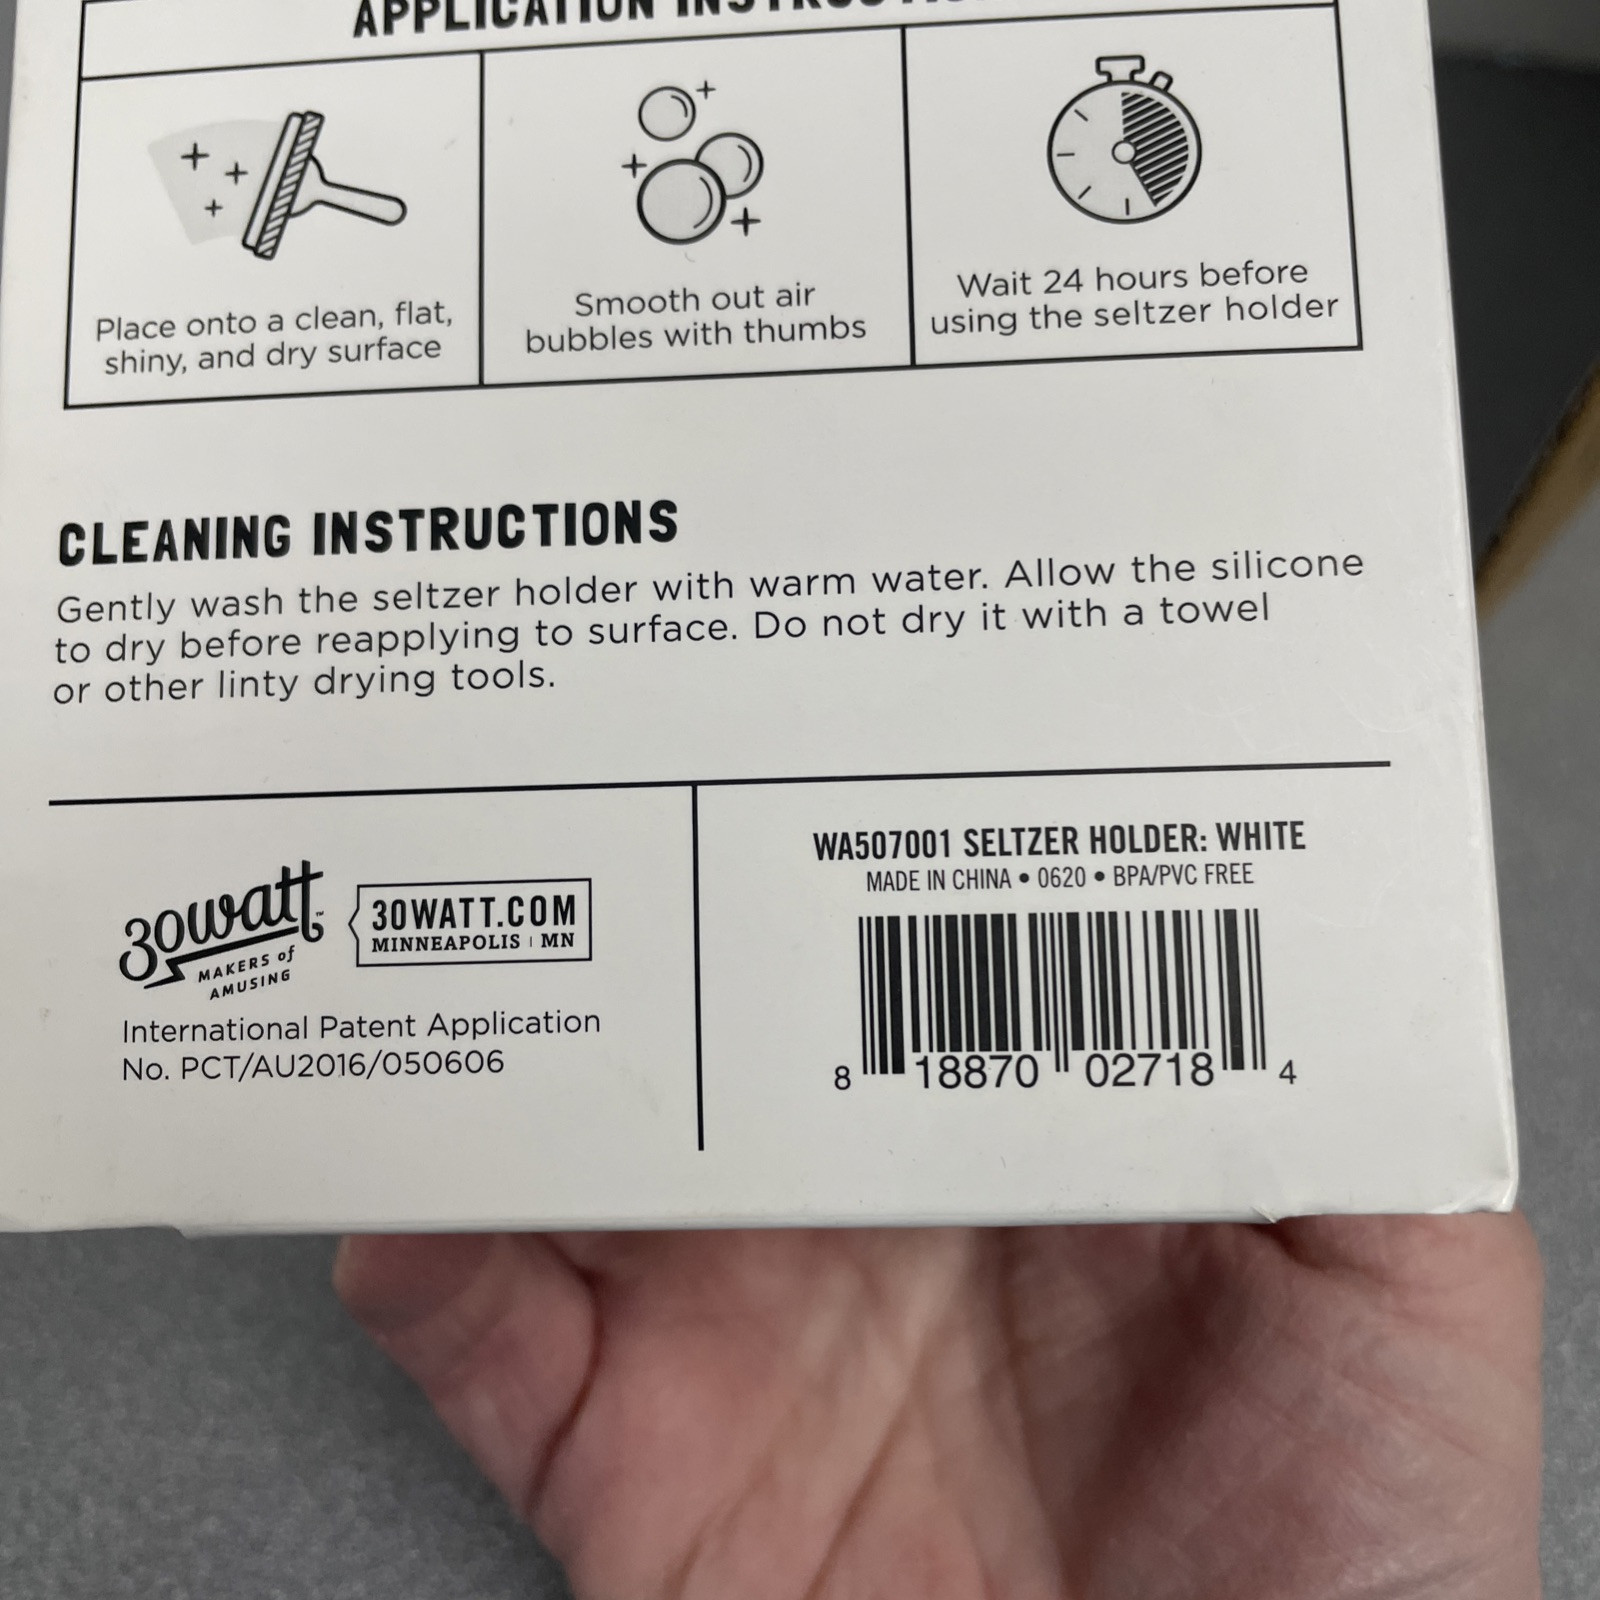 APPLICATION
Place onto a clean, flat,
shiny, and dry surface
Smooth out air
bubbles with thumbs
Wait 24 hours before
using the seltzer holder
CLEANING INSTRUCTIONS
Gently wash the seltzer holder with warm water. Allow the silicone
to dry before reapplying to surface. Do not dry it with a towel
or other linty drying tools.
30watt™
MAKERS of
AMUSING
30WATT.COM
MINNEAPOLIS | MN
International Patent Application
No. PCT/AU2016/050606
WA507001 SELTZER HOLDER: WHITE
MADE IN CHINA • 0620 • BPA/PVC FREE
8 18870 02718 4